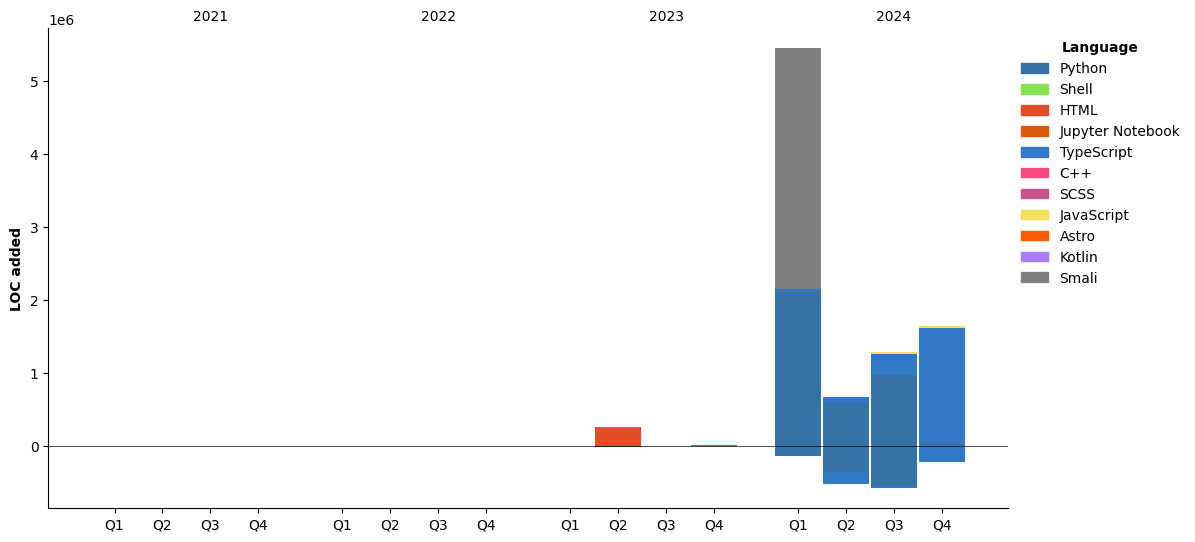 1e6
2021 2022 2023 2024
Language
Python
Shell
HTML
Jupyter Notebook
TypeScript
C++
SCSS
JavaScript
Astro
Kotlin
Smali
LOC added
5
4
3
2
1
0
Q1 Q2 Q3 Q4 Q1 Q2 Q3 Q4 Q1 Q2 Q3 Q4 Q1 Q2 Q3 Q4